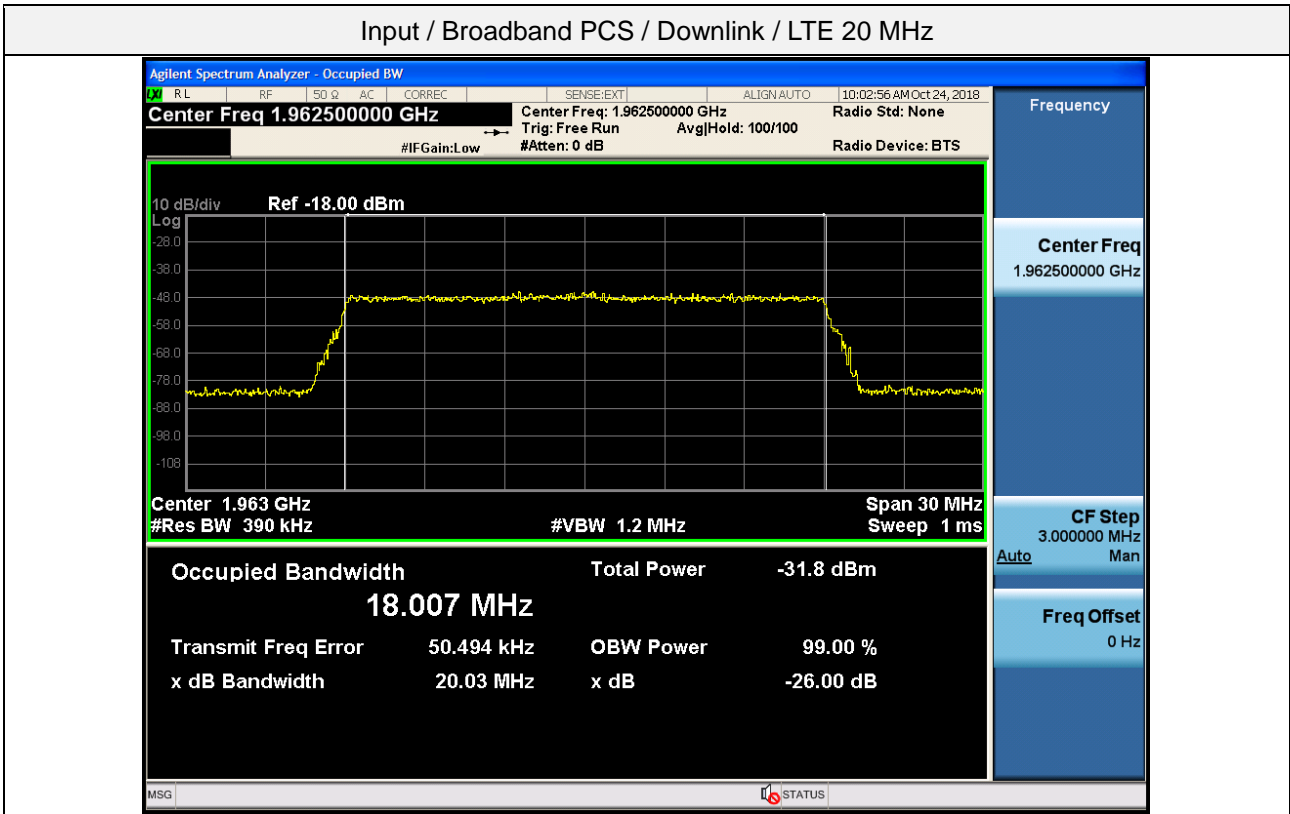 Input / Broadband PCS / Downlink / LTE 20 MHz
Agilent Spectrum Analyzer - Occupied BW
LXI RL RF 50 Ω AC CORREC SENSE:EXT ALIGN AUTO 10:02:56 AM Oct 24, 2018
Center Freq 1.962500000 GHz
Center Freq: 1.962500000 GHz
Radio Std: None
Trig: Free Run Avg|Hold: 100/100
#IFGain:Low
#Atten: 0 dB
Radio Device: BTS
10 dB/div Ref -18.00 dBm
Log
-28.0
-38.0
-48.0
-58.0
-68.0
-78.0
-88.0
-98.0
-108
Center 1.963 GHz Span 30 MHz
#Res BW 390 kHz #VBW 1.2 MHz Sweep 1 ms
Occupied Bandwidth Total Power -31.8 dBm
18.007 MHz
Transmit Freq Error 50.494 kHz OBW Power 99.00 %
x dB Bandwidth 20.03 MHz x dB -26.00 dB
Frequency
Center Freq
1.962500000 GHz
CF Step
3.000000 MHz
Auto Man
Freq Offset
0 Hz
MSG STATUS